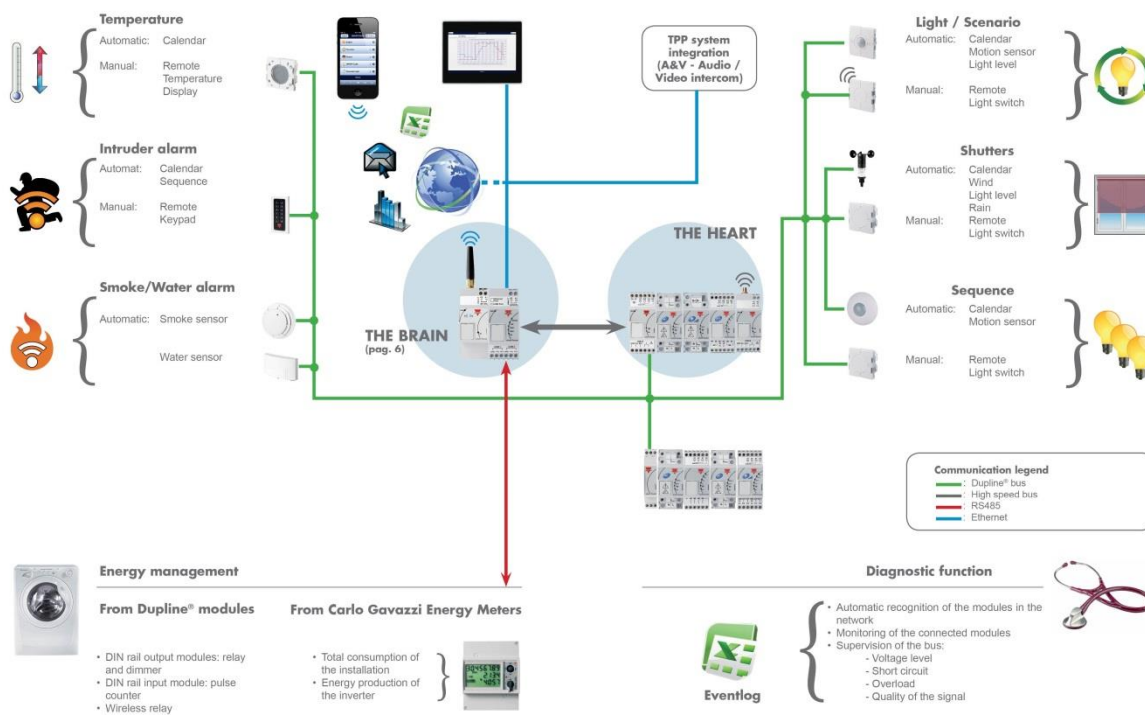 Temperature
Automatic: Calendar
Manual: Remote
Temperature
Display
Intruder alarm
Automat: Calendar
Sequence
Manual: Remote
Keypad
Smoke/Water alarm
Automatic: Smoke sensor
Water sensor
TPP system
integration
(A&V - Audio /
Video intercom)
THE BRAIN
(pag. 6)
THE HEART
Light / Scenario
Automatic: Calendar
Motion sensor
Light level
Manual: Remote
Light switch
Shutters
Automatic: Calendar
Wind
Light level
Rain
Manual: Remote
Light switch
Sequence
Automatic: Calendar
Motion sensor
Manual: Remote
Light switch
Communication legend
: Dupline® bus
: High speed bus
: RS485
: Ethernet
Energy management
From Dupline® modules
• DIN rail output modules: relay
and dimmer
• DIN rail input module: pulse
counter
• Wireless relay
From Carlo Gavazzi Energy Meters
• Total consumption of
the installation
• Energy production of
the inverter
Diagnostic function
Eventlog
• Automatic recognition of the modules in the
network
• Monitoring of the connected modules
• Supervision of the bus:
- Voltage level
- Short circuit
- Overload
- Quality of the signal